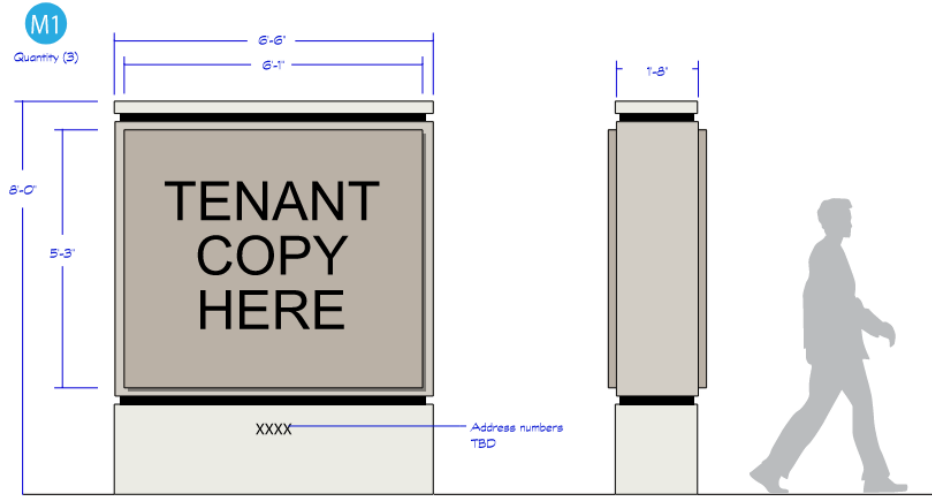 M1
Quantity (3)
6'-6"
6'-1"
1'-8"
8'-0"
5'-3"
TENANT
COPY
HERE
XXXX
Address numbers
TBD